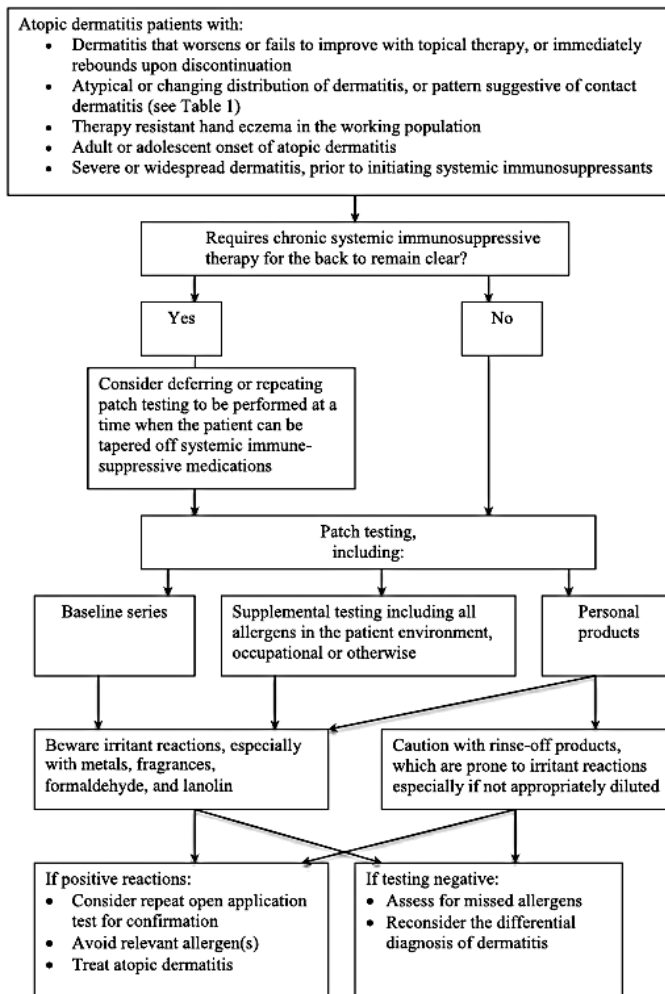 Atopic dermatitis patients with:
• Dermatitis that worsens or fails to improve with topical therapy, or immediately
rebounds upon discontinuation
• Atypical or changing distribution of dermatitis, or pattern suggestive of contact
dermatitis (see Table 1)
• Therapy resistant hand eczema in the working population
• Adult or adolescent onset of atopic dermatitis
• Severe or widespread dermatitis, prior to initiating systemic immunosuppressants
Requires chronic systemic immunosuppressive
therapy for the back to remain clear?
Yes
No
Consider deferring or repeating
patch testing to be performed at a
time when the patient can be
tapered off systemic immune-
suppressive medications
Patch testing,
including:
Baseline series
Supplemental testing including all
allergens in the patient environment,
occupational or otherwise
Personal
products
Beware irritant reactions, especially
with metals, fragrances,
formaldehyde, and lanolin
Caution with rinse-off products,
which are prone to irritant reactions
especially if not appropriately diluted
If positive reactions:
• Consider repeat open application
test for confirmation
• Avoid relevant allergen(s)
• Treat atopic dermatitis
If testing negative:
• Assess for missed allergens
• Reconsider the differential
diagnosis of dermatitis